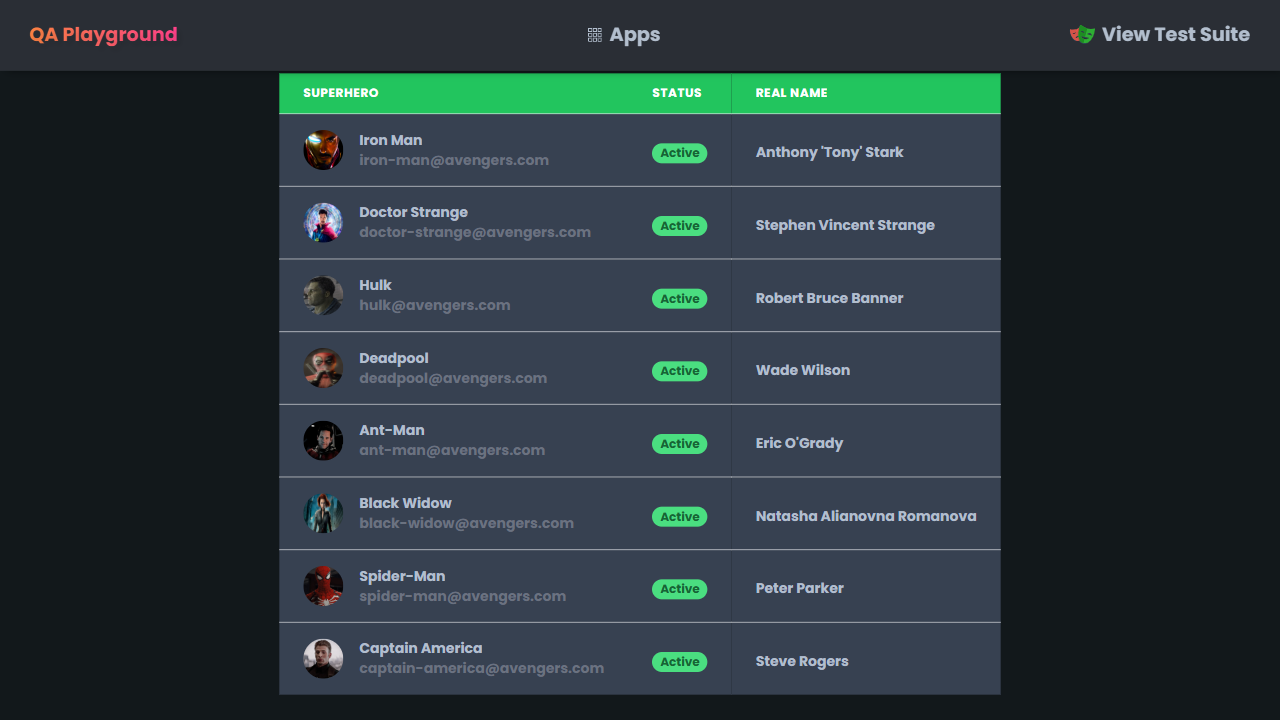 QA Playground
Apps
View Test Suite
SUPERHERO STATUS REAL NAME
Iron Man
iron-man@avengers.com
Active
Anthony 'Tony' Stark
Doctor Strange
doctor-strange@avengers.com
Active
Stephen Vincent Strange
Hulk
hulk@avengers.com
Active
Robert Bruce Banner
Deadpool
deadpool@avengers.com
Active
Wade Wilson
Ant-Man
ant-man@avengers.com
Active
Eric O'Grady
Black Widow
black-widow@avengers.com
Active
Natasha Alianovna Romanova
Spider-Man
spider-man@avengers.com
Active
Peter Parker
Captain America
captain-america@avengers.com
Active
Steve Rogers